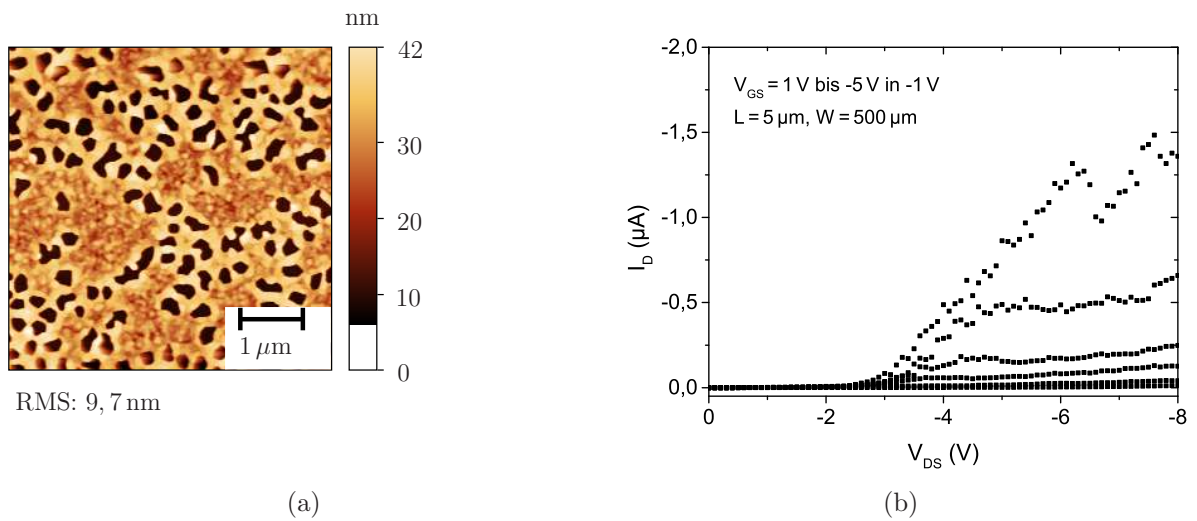 nm
42
30
20
10
0
1 μm
RMS: 9, 7 nm
(a)
-2,0
-1,5
-1,0
-0,5
0,0
I_D (μA)
V_GS = 1 V bis -5 V in -1 V
L = 5 μm, W = 500 μm
0 -2 -4 -6 -8
V_DS (V)
(b)